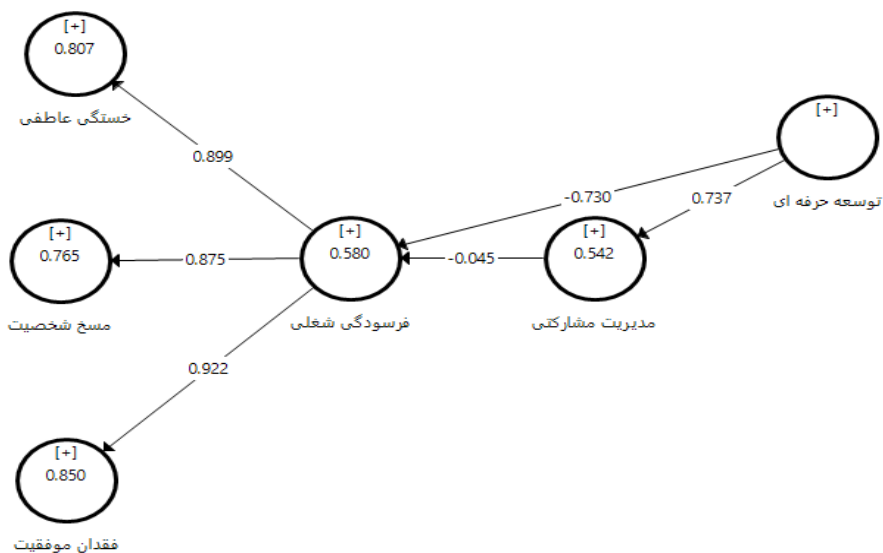 [+]
0.807
خستگی عاطفی
[+]
توسعه حرفه ای
0.899
-0.730
0.737
[+]
0.765
مسخ شخصیت
0.875
[+]
0.580
فرسودگی شغلی
-0.045
[+]
0.542
مدیریت مشارکتی
0.922
[+]
0.850
فقدان موفقیت